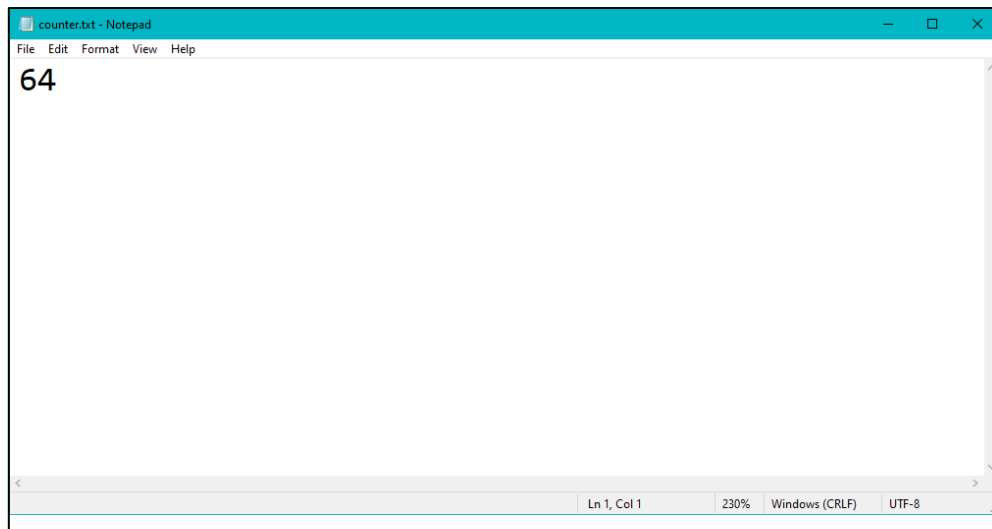 counter.txt - Notepad
File Edit Format View Help
64
Ln 1, Col 1 230% Windows (CRLF) UTF-8